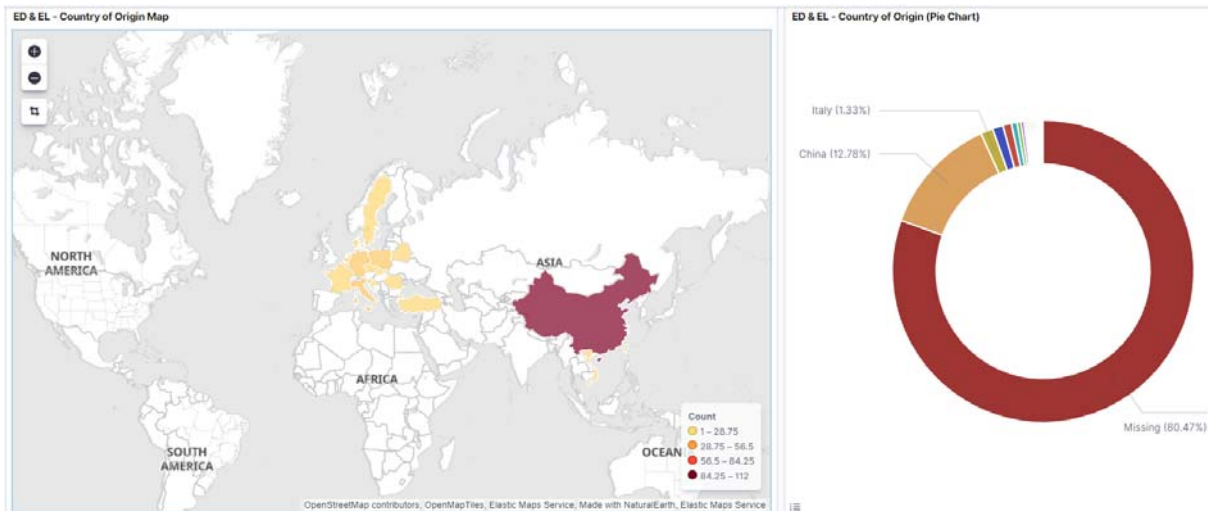 ED & EL - Country of Origin Map
NORTH
AMERICA
SOUTH
AMERICA
AFRICA
ASIA
OCEAN
Count
1 – 28.75
28.75 – 56.5
56.5 – 84.25
84.25 – 112
OpenStreetMap contributors, OpenMapTiles, Elastic Maps Service, Made with NaturalEarth, Elastic Maps Service
ED & EL - Country of Origin (Pie Chart)
Italy (1.33%)
China (12.78%)
Missing (80.47%)